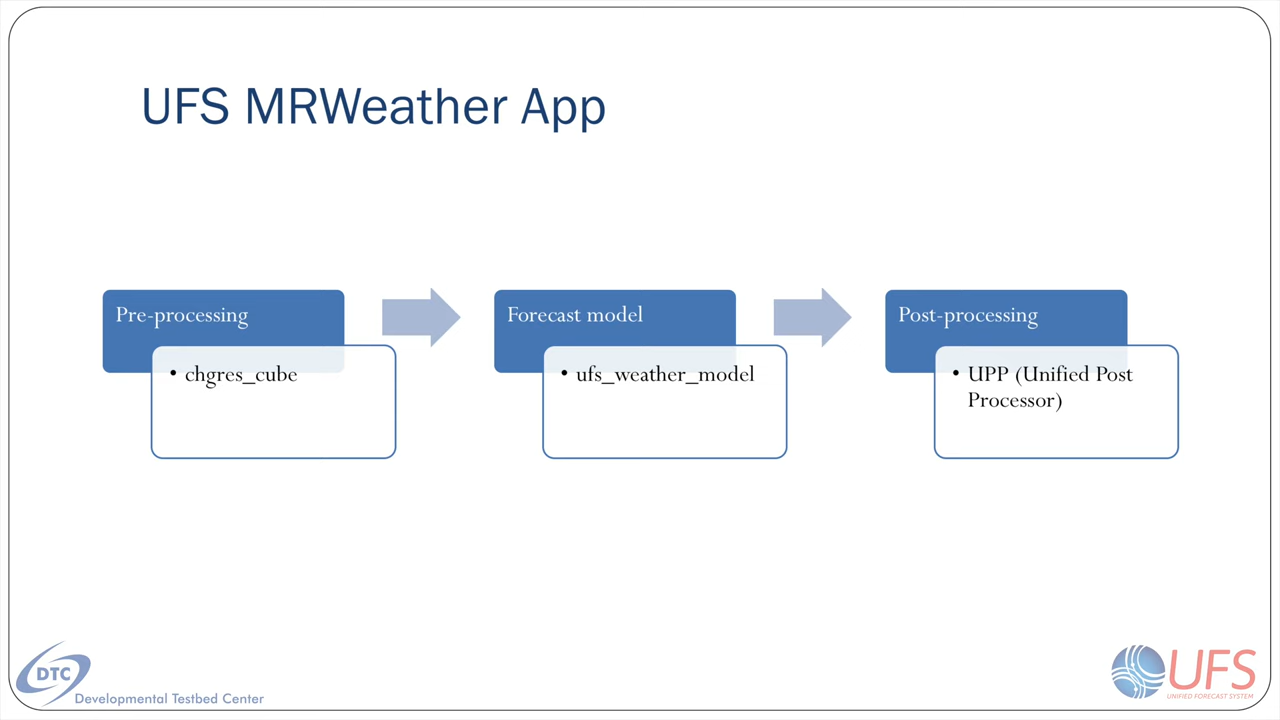 UFS MRWeather App
Pre-processing
• chgres_cube
Forecast model
• ufs_weather_model
Post-processing
• UPP (Unified Post
Processor)
DTC
Developmental Testbed Center
UFS
UNIFIED FORECAST SYSTEM